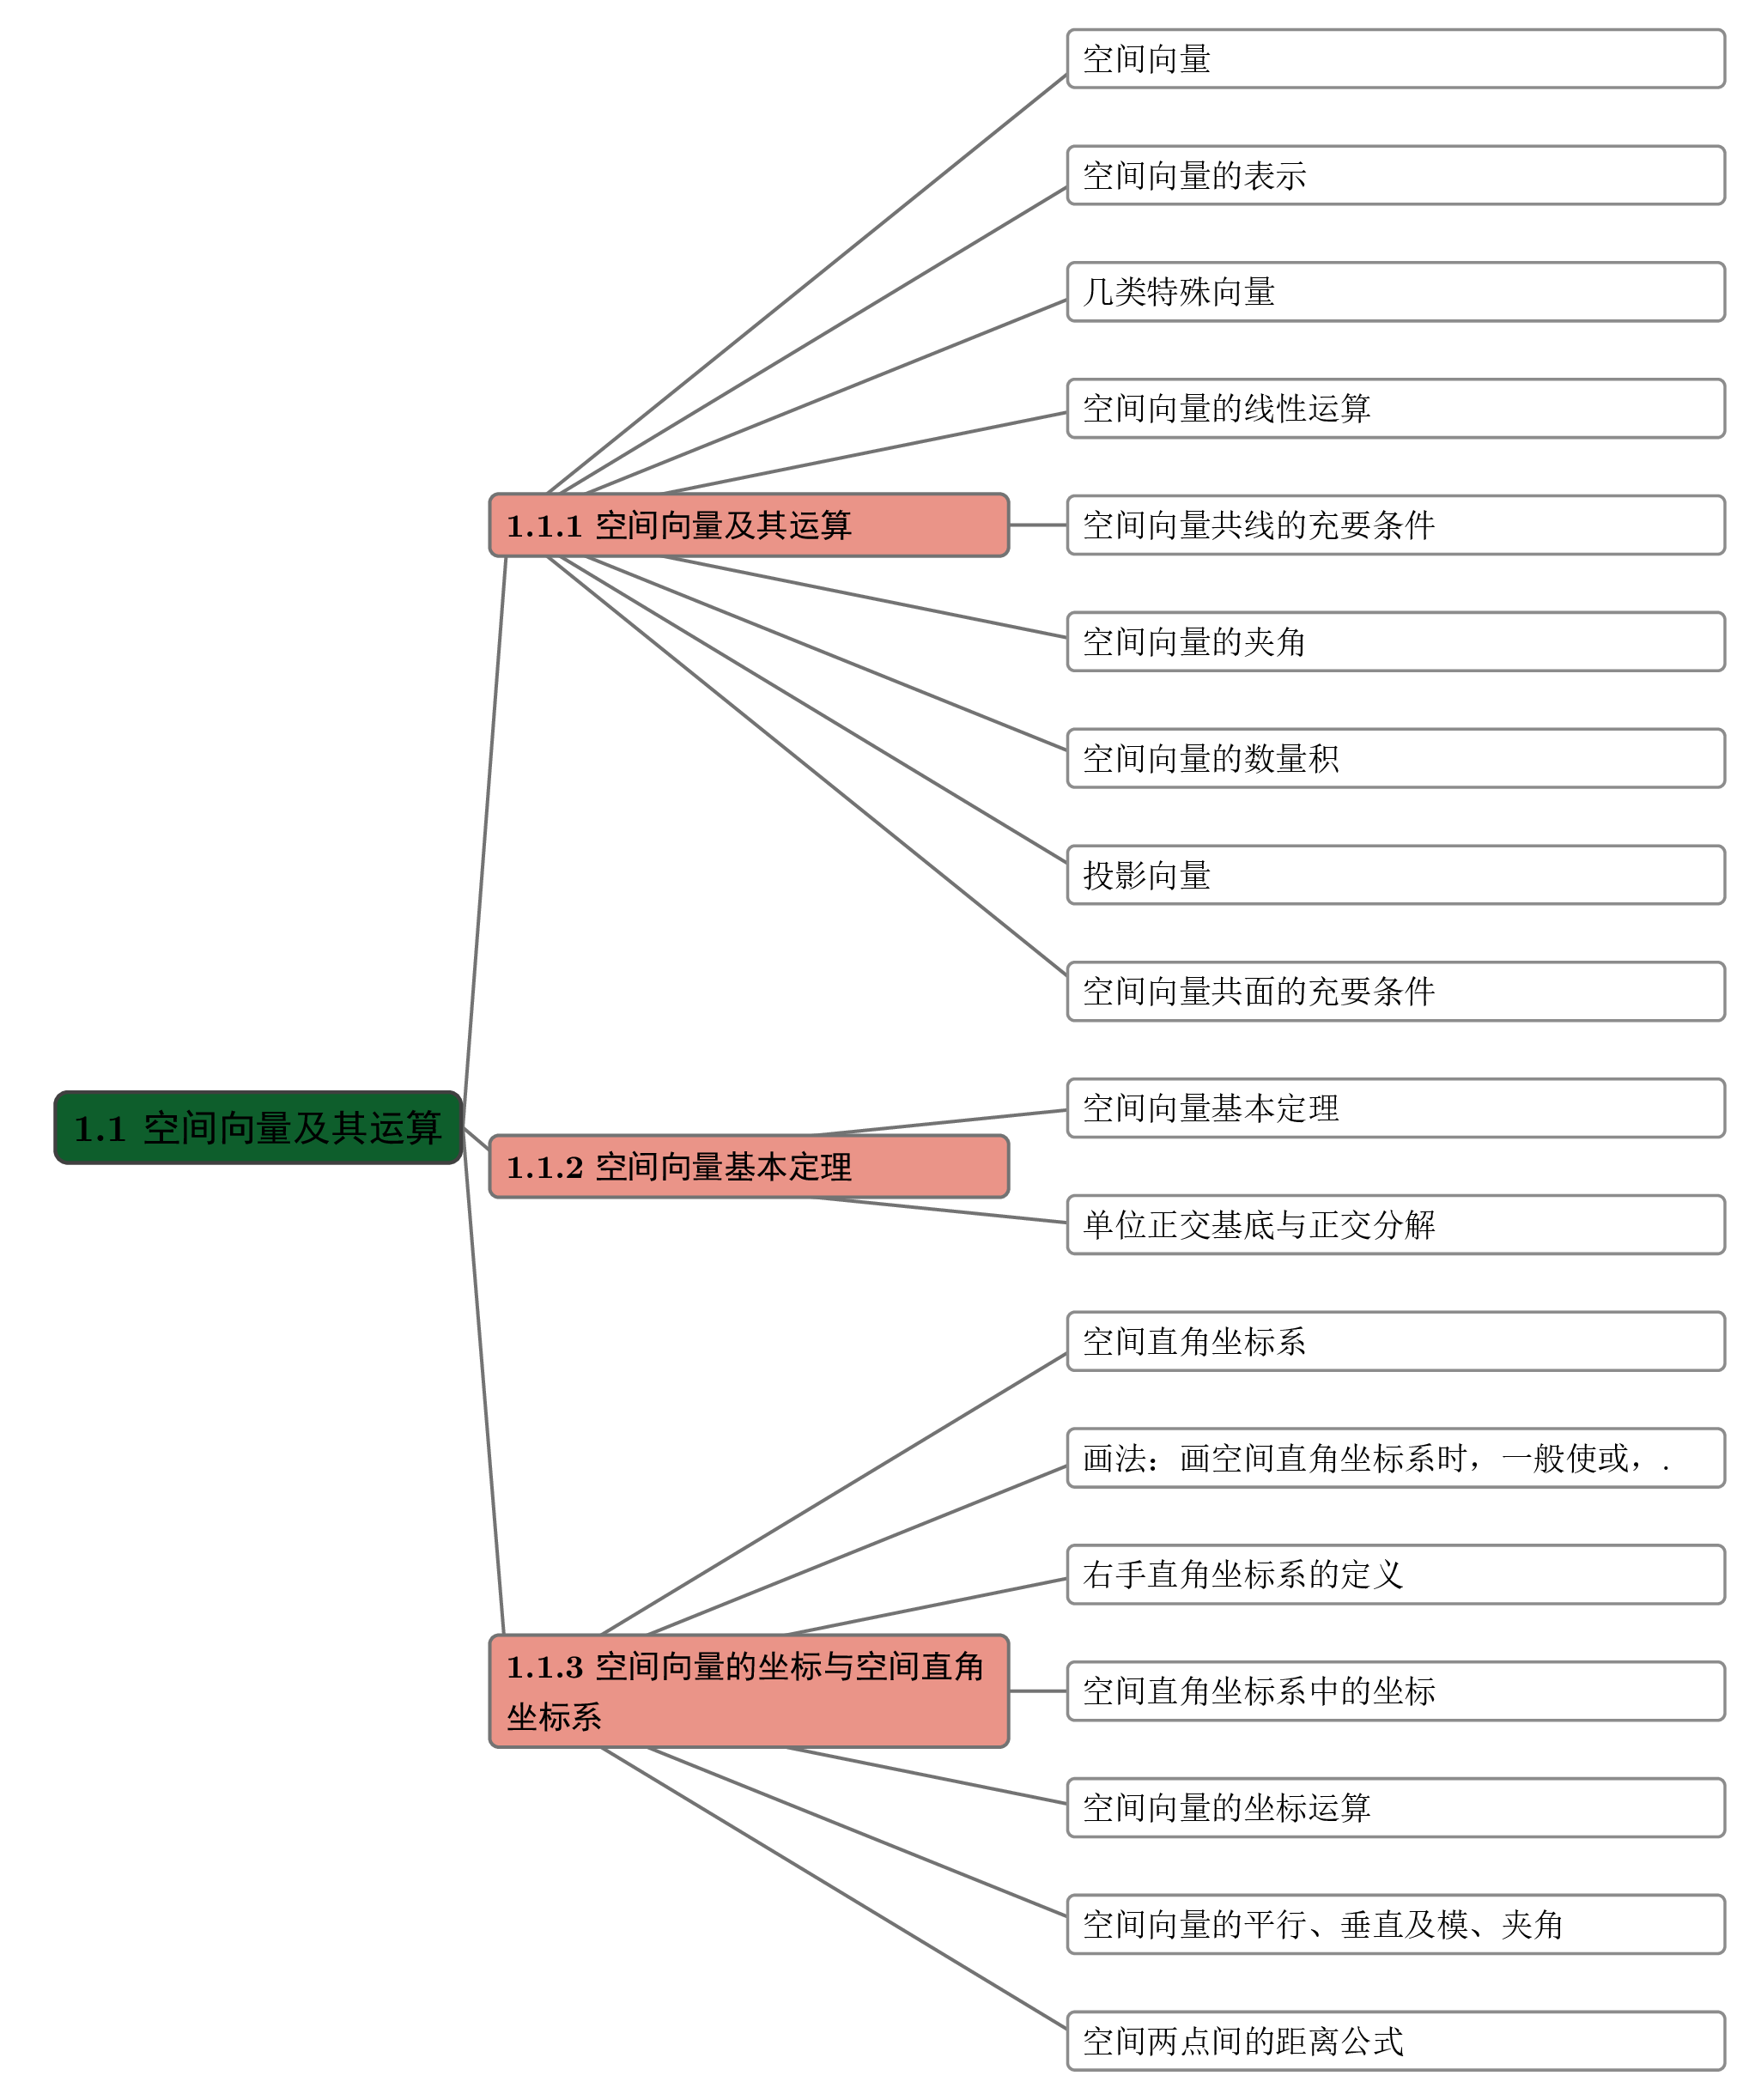 1.1 空间向量及其运算
1.1.1 空间向量及其运算
空间向量
空间向量的表示
几类特殊向量
空间向量的线性运算
空间向量共线的充要条件
空间向量的夹角
空间向量的数量积
投影向量
空间向量共面的充要条件
1.1.2 空间向量基本定理
空间向量基本定理
单位正交基底与正交分解
1.1.3 空间向量的坐标与空间直角
坐标系
空间直角坐标系
画法：画空间直角坐标系时，一般使或，.
右手直角坐标系的定义
空间直角坐标系中的坐标
空间向量的坐标运算
空间向量的平行、垂直及模、夹角
空间两点间的距离公式